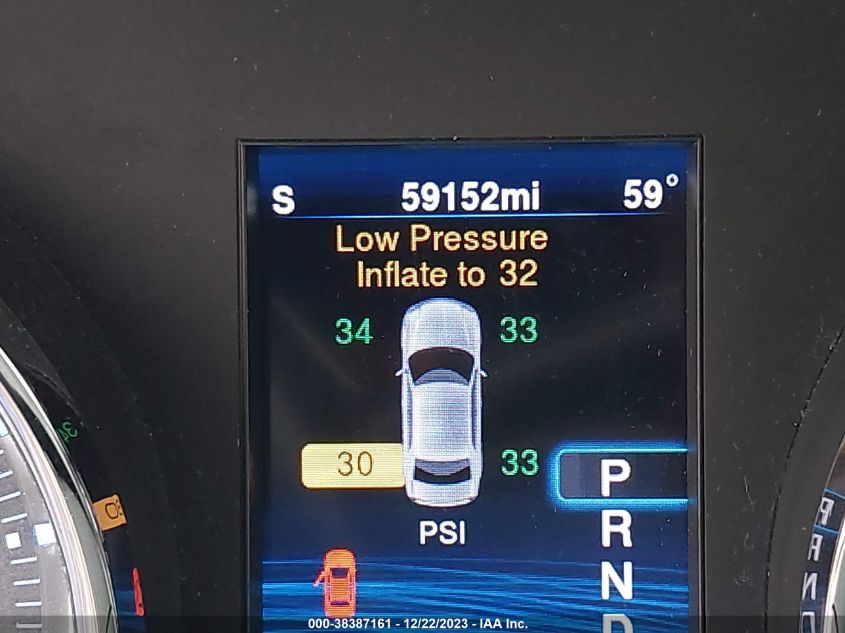 S 59152mi 59°
Low Pressure
Inflate to 32
34 33
30 33
P
PSI
R
N
D
000-38387161 - 12/22/2023 - IAA Inc.